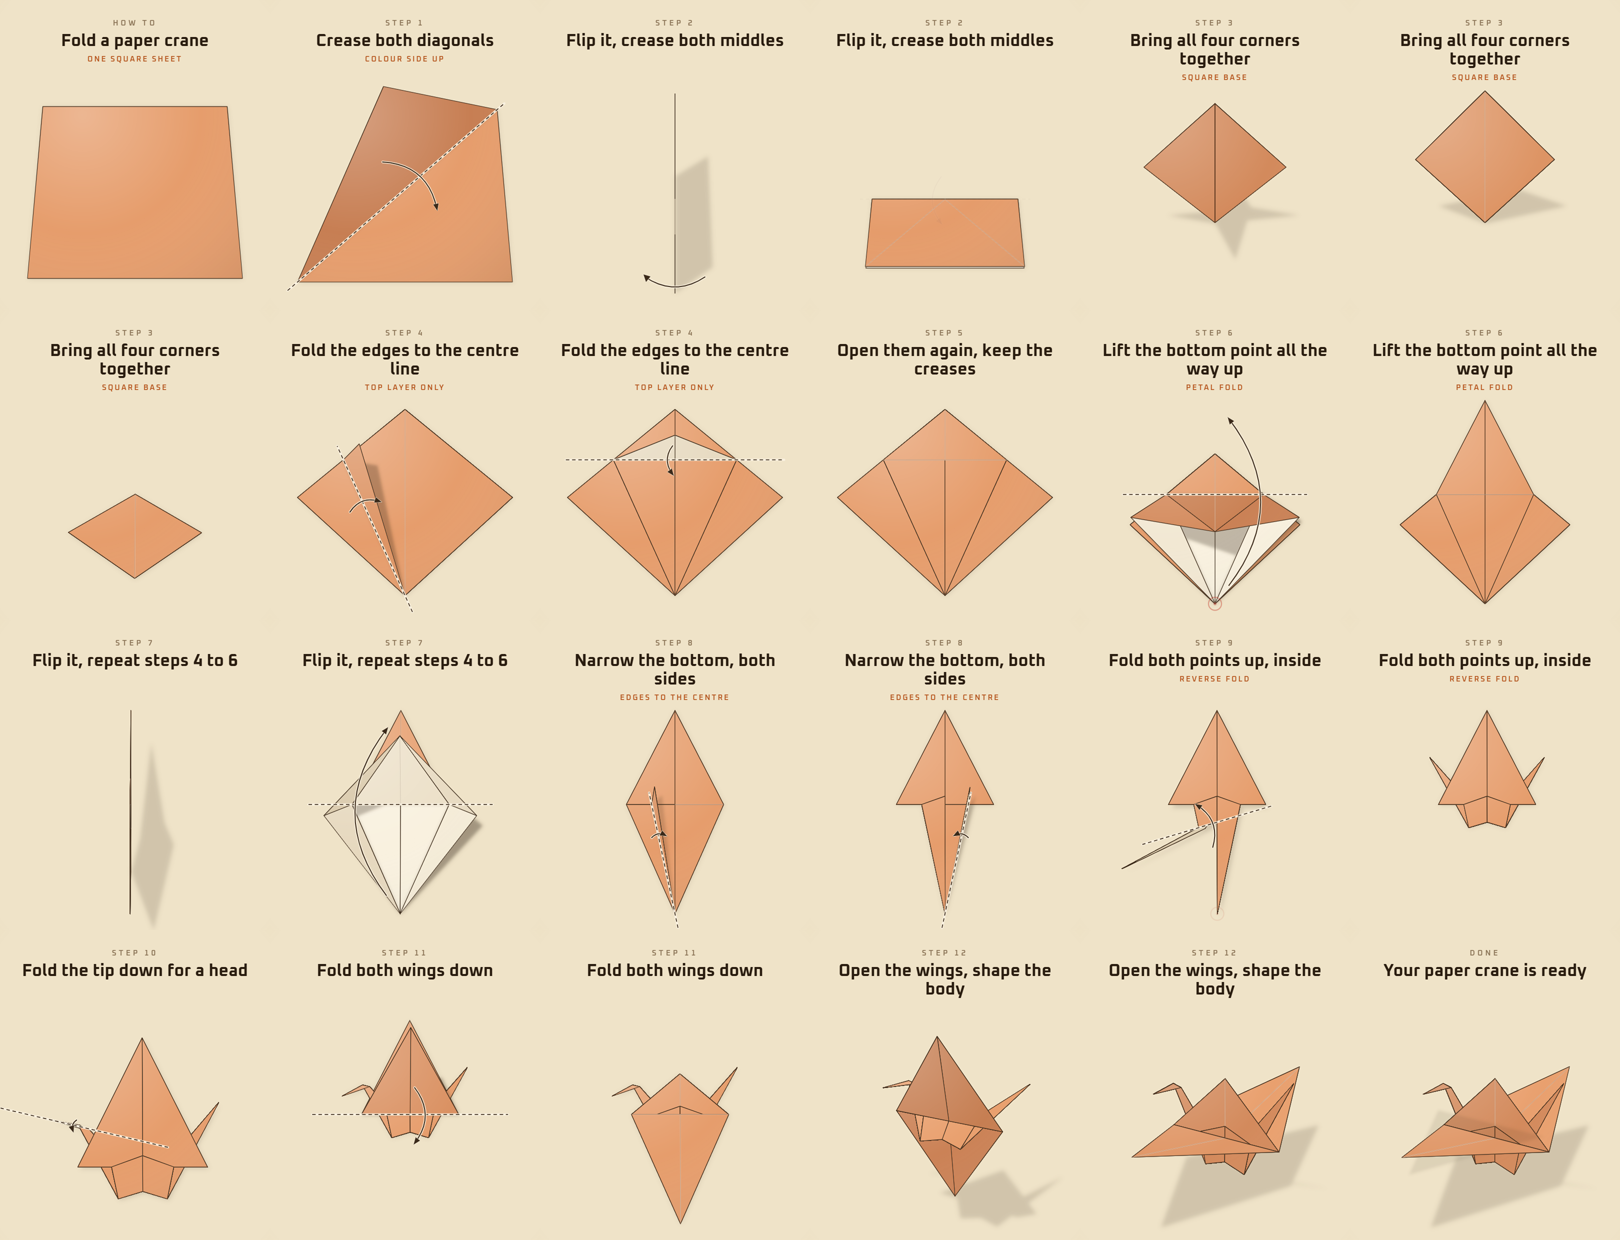 HOW TO
Fold a paper crane
ONE SQUARE SHEET
STEP 1
Crease both diagonals
COLOUR SIDE UP
STEP 2
Flip it, crease both middles
STEP 2
Flip it, crease both middles
STEP 3
Bring all four corners
together
SQUARE BASE
STEP 3
Bring all four corners
together
SQUARE BASE
STEP 3
Bring all four corners
together
SQUARE BASE
STEP 4
Fold the edges to the centre
line
TOP LAYER ONLY
STEP 4
Fold the edges to the centre
line
TOP LAYER ONLY
STEP 5
Open them again, keep the
creases
STEP 6
Lift the bottom point all the
way up
PETAL FOLD
STEP 6
Lift the bottom point all the
way up
PETAL FOLD
STEP 7
Flip it, repeat steps 4 to 6
STEP 7
Flip it, repeat steps 4 to 6
STEP 8
Narrow the bottom, both
sides
EDGES TO THE CENTRE
STEP 8
Narrow the bottom, both
sides
EDGES TO THE CENTRE
STEP 9
Fold both points up, inside
REVERSE FOLD
STEP 9
Fold both points up, inside
REVERSE FOLD
STEP 10
Fold the tip down for a head
STEP 11
Fold both wings down
STEP 11
Fold both wings down
STEP 12
Open the wings, shape the
body
STEP 12
Open the wings, shape the
body
DONE
Your paper crane is ready